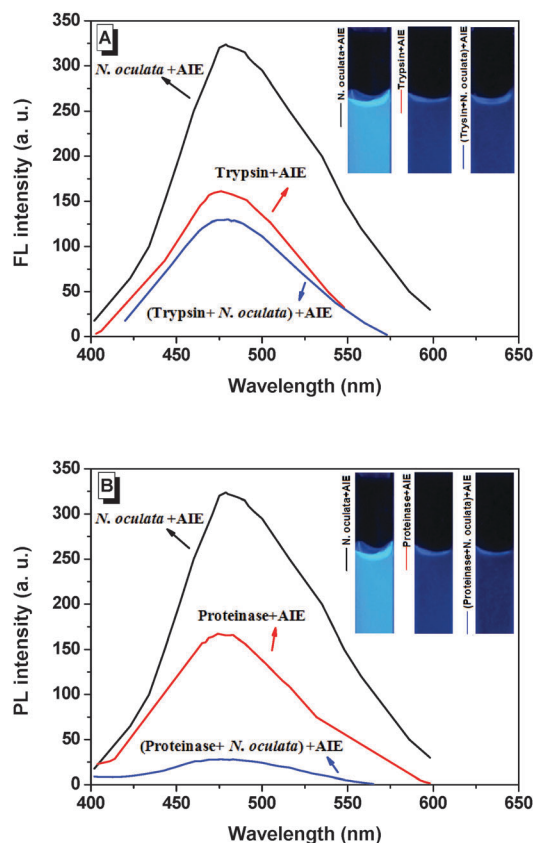 A
350
300
250
200
150
100
50
0
FL intensity (a. u.)
N. oculata +AIE
Trypsin+AIE
(Trypsin+ N. oculata) +AIE
N. oculata+AIE
Trypsin+AIE
(Trysin+N. oculata)+AIE
400 450 500 550 600 650
Wavelength (nm)
B
350
300
250
200
150
100
50
0
PL intensity (a. u.)
N. oculata +AIE
Proteinase+AIE
(Proteinase+ N. oculata) +AIE
N. oculata+AIE
Proteinase+AIE
(Proteinase+N. oculata)+AIE
400 450 500 550 600 650
Wavelength (nm)